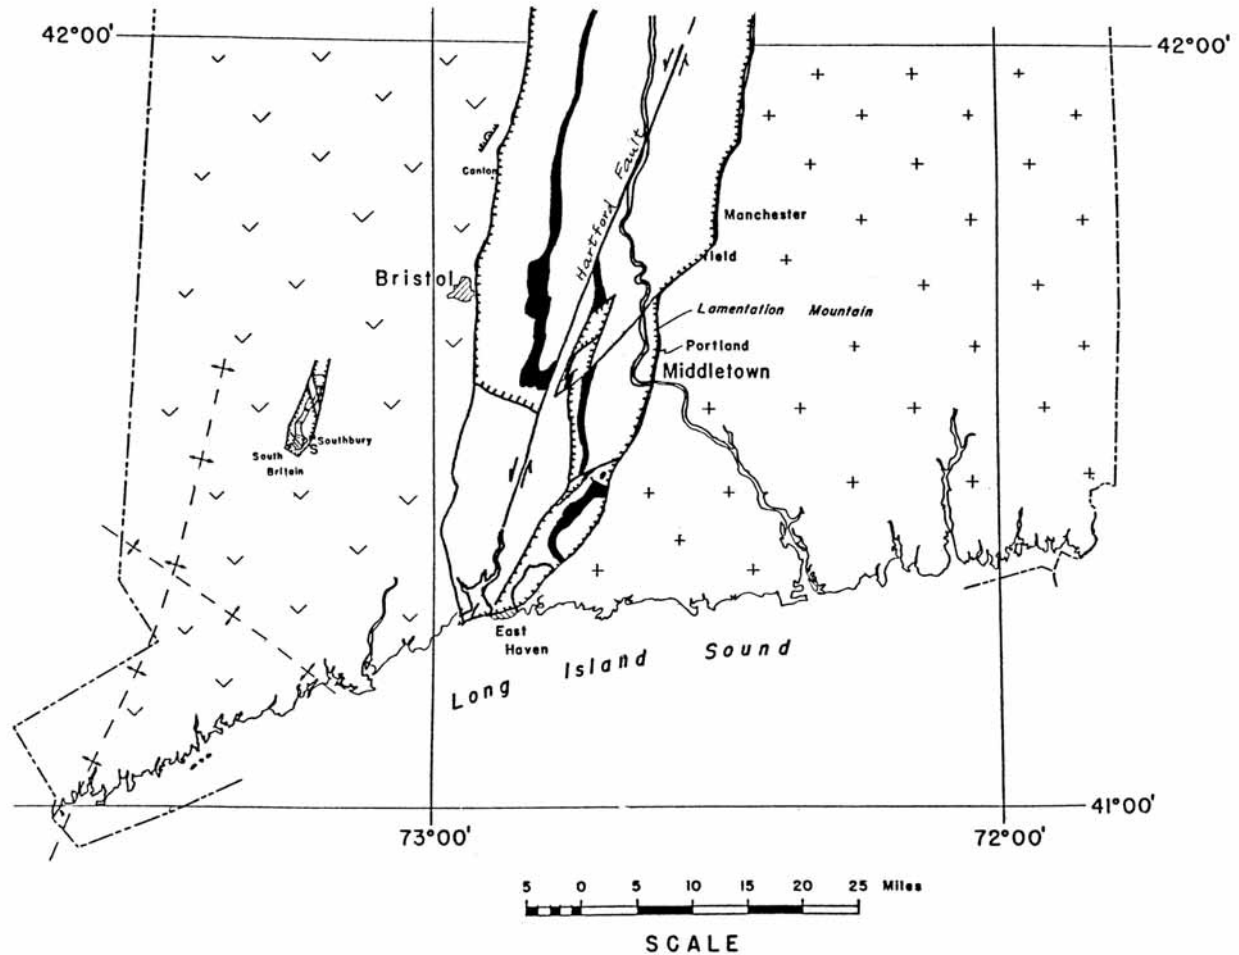 42°00'
42°00'
Canton
Hartford Fault
Manchester
field
Bristol
Lamentation Mountain
Portland
Middletown
Southbury
S
South
Britain
East
Haven
Long Island Sound
41°00'
73°00'
72°00'
5 0 5 10 15 20 25 Miles
SCALE